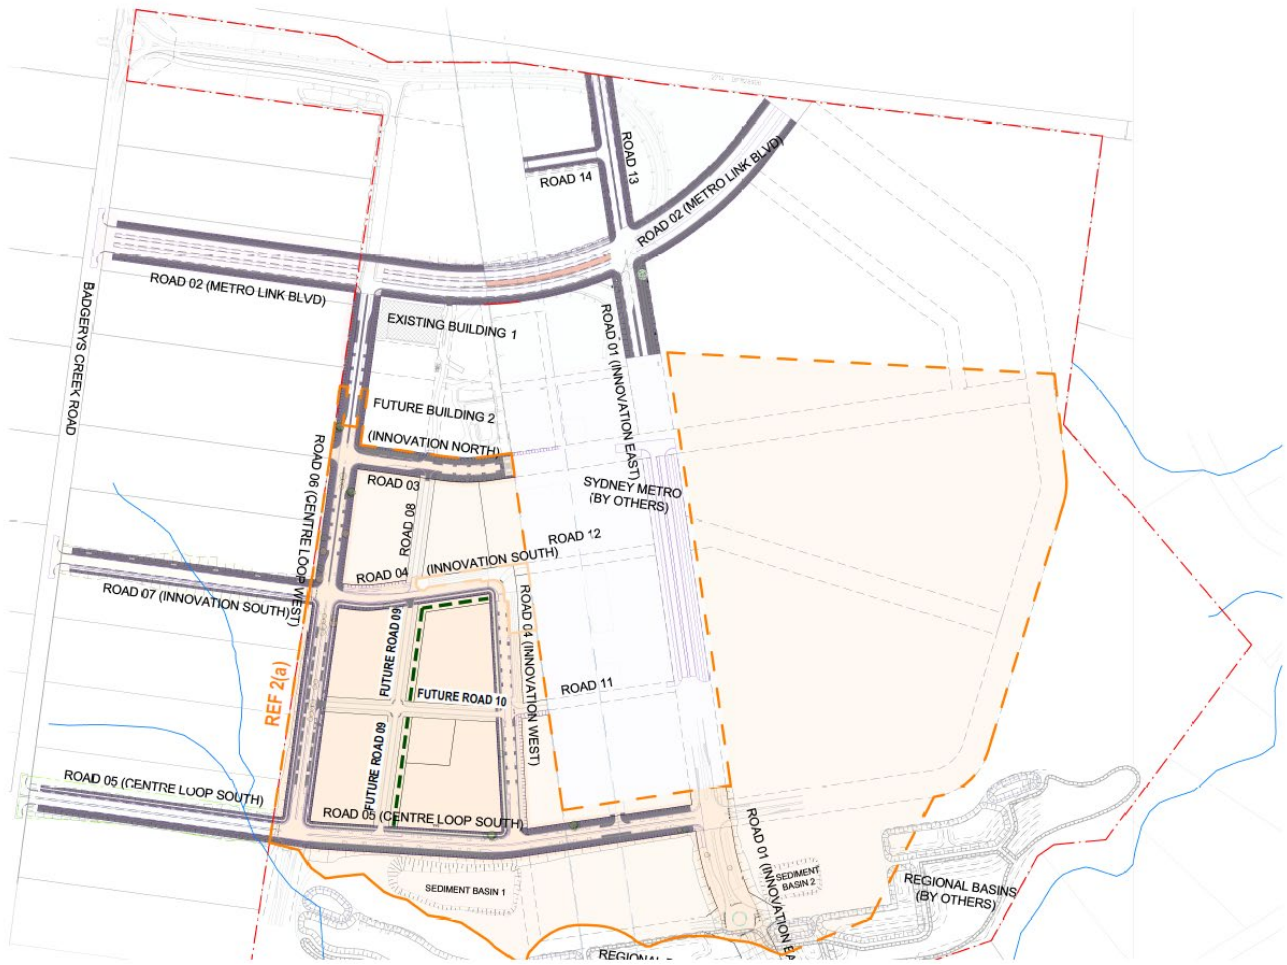 ROAD 13
ROAD 14
ROAD 02 (METRO LINK BLVD)
ROAD 02 (METRO LINK BLVD)
BADGERYS CREEK ROAD
EXISTING BUILDING 1
ROAD 01 (INNOVATION EAST)
FUTURE BUILDING 2
(INNOVATION NORTH)
ROAD 06 (CENTRE LOOP WEST)
ROAD 03
SYDNEY METRO
(BY OTHERS)
ROAD 08
ROAD 12
(INNOVATION SOUTH)
ROAD 04
ROAD 07 (INNOVATION SOUTH)
FUTURE ROAD 09
ROAD 04 (INNOVATION WEST)
REF 2(a)
ROAD 11
FUTURE ROAD 10
FUTURE ROAD 09
ROAD 05 (CENTRE LOOP SOUTH)
ROAD 05 (CENTRE LOOP SOUTH)
ROAD 01 (INNOVATION EA
SEDIMENT BASIN 1
SEDIMENT
BASIN 2
REGIONAL BASINS
(BY OTHERS)
REGIONAL